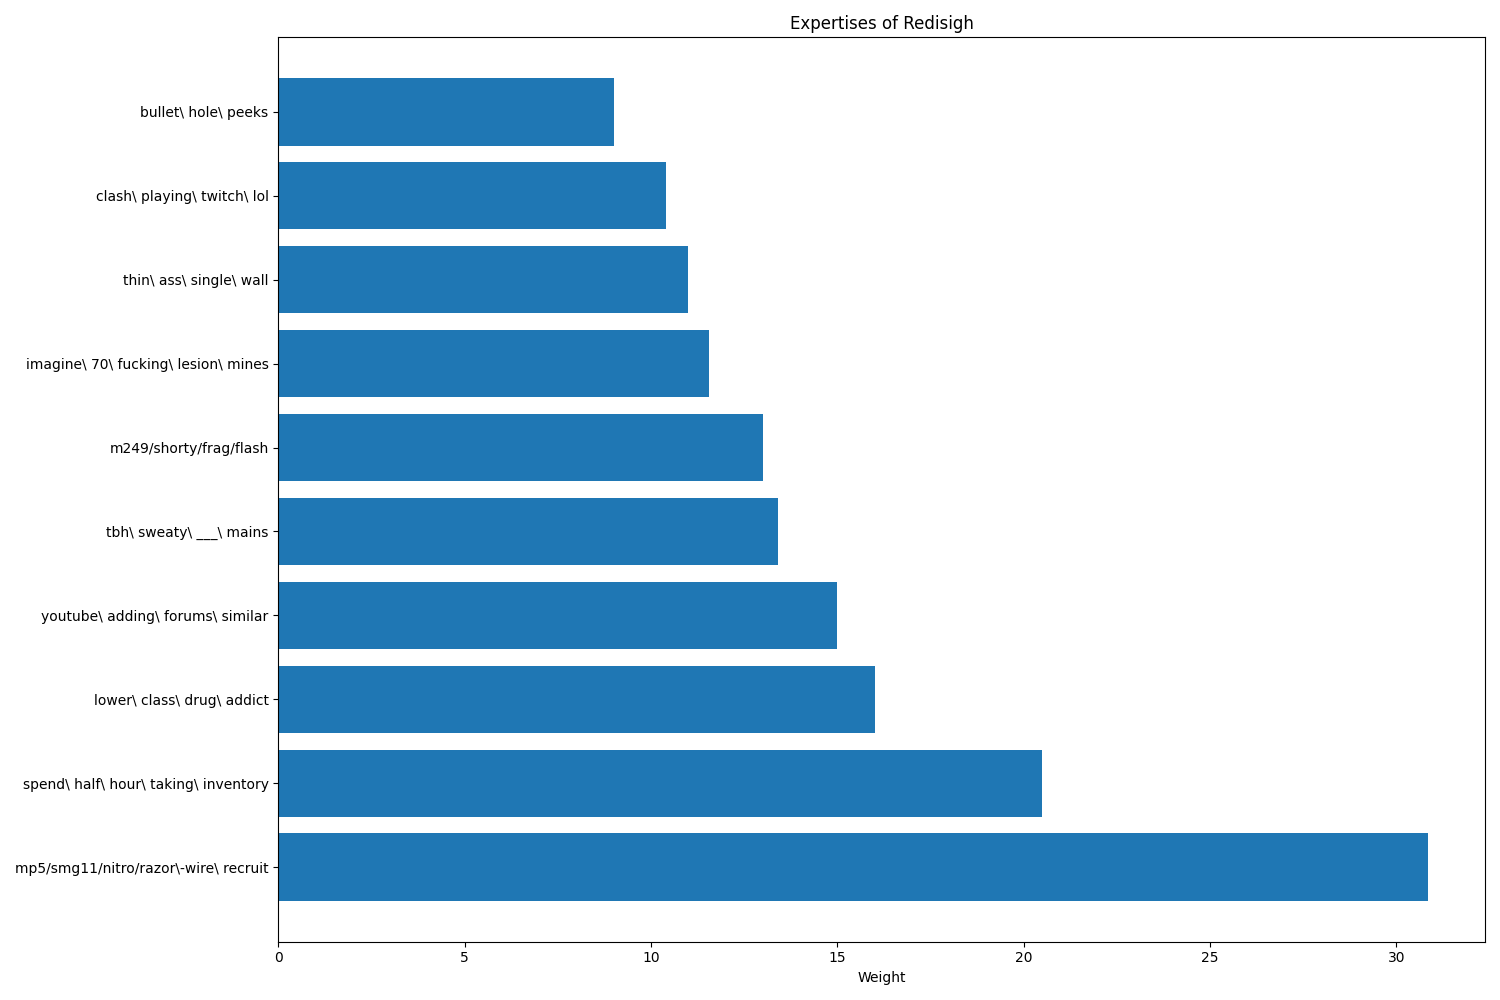 Expertises of Redisigh
bullet\ hole\ peeks
clash\ playing\ twitch\ lol
thin\ ass\ single\ wall
imagine\ 70\ fucking\ lesion\ mines
m249/shorty/frag/flash
tbh\ sweaty\ ___\ mains
youtube\ adding\ forums\ similar
lower\ class\ drug\ addict
spend\ half\ hour\ taking\ inventory
mp5/smg11/nitro/razor\-wire\ recruit
0 5 10 15 20 25 30
Weight